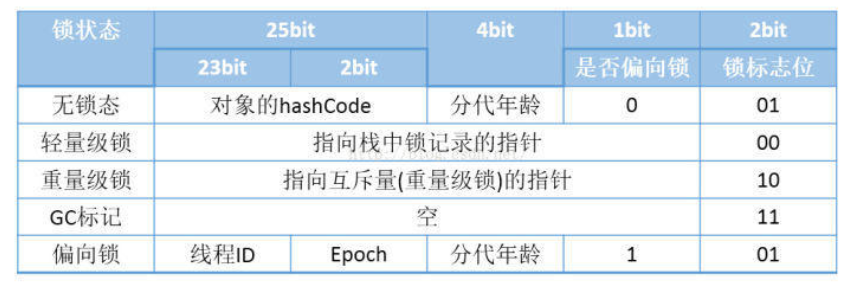 锁状态 25bit 4bit 1bit 2bit
23bit 2bit 是否偏向锁 锁标志位
无锁态 对象的hashCode 分代年龄 0 01
轻量级锁 指向栈中锁记录的指针 00
重量级锁 指向互斥量(重量级锁)的指针 10
GC标记 空 11
偏向锁 线程ID Epoch 分代年龄 1 01